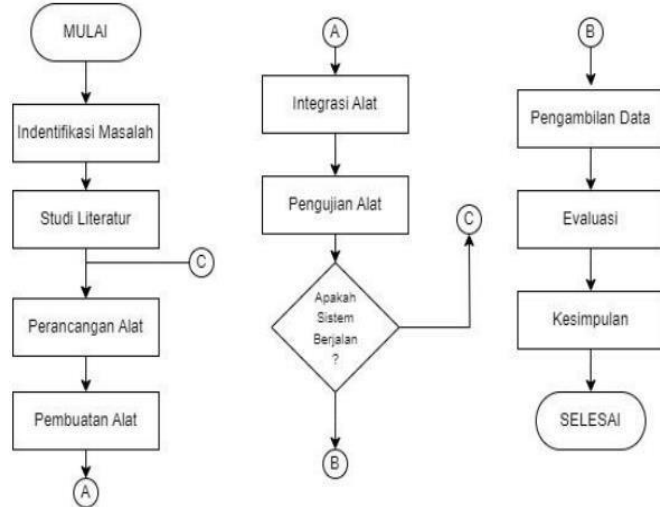 MULAI
Indentifikasi Masalah
Studi Literatur
C
Perancangan Alat
Pembuatan Alat
A
A
Integrasi Alat
Pengujian Alat
C
Apakah
Sistem
Berjalan
?
B
B
Pengambilan Data
Evaluasi
Kesimpulan
SELESAI